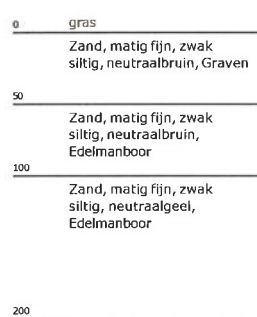 0 gras
Zand, matig fijn, zwak
siltig, neutraalbruin, Graven
50
Zand, matig fijn, zwak
siltig, neutraalbruin,
Edelmanboor
100
Zand, matig fijn, zwak
siltig, neutraalgeel,
Edelmanboor
200